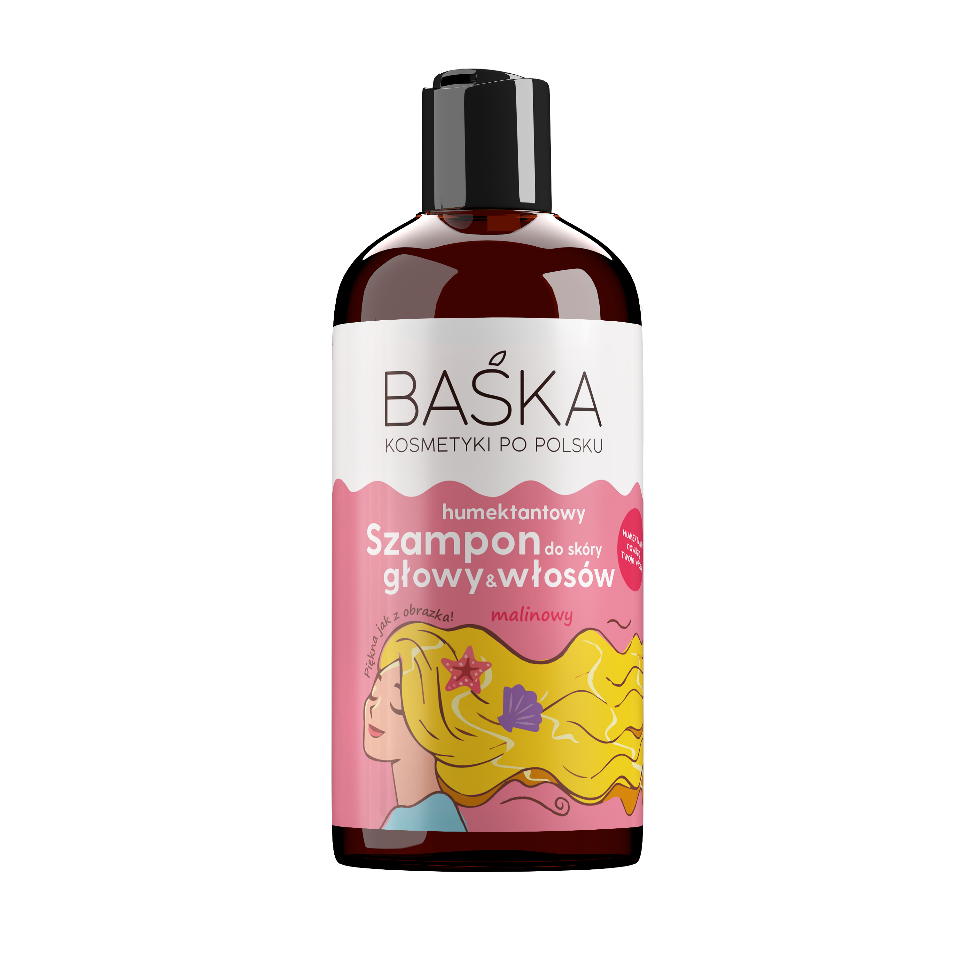 BAŚKA
KOSMETYKI PO POLSKU
humektantowy
Szampon do skóry
głowy & włosów
malinowy
Piękna jak z obrazka!